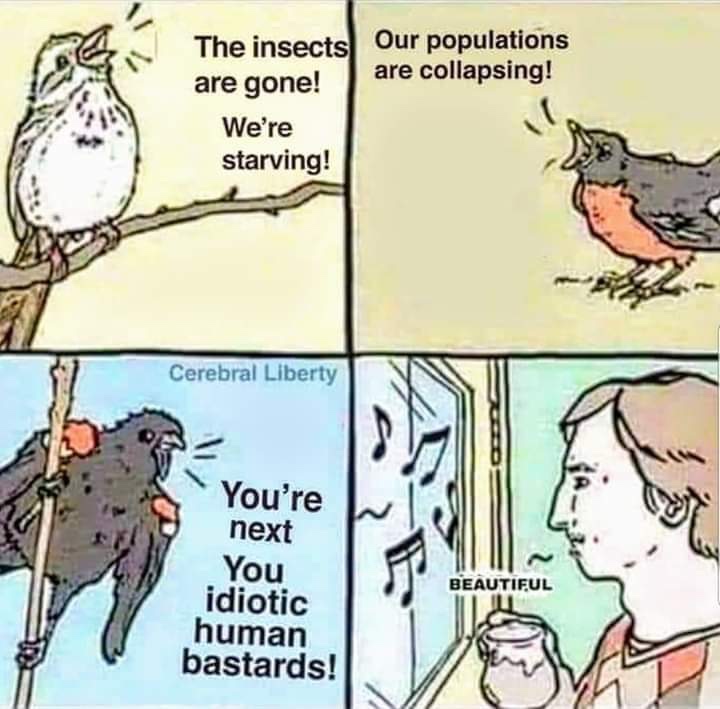 The insects
are gone!
We're
starving!
Our populations
are collapsing!
Cerebral Liberty
You're
next
You
idiotic
human
bastards!
BEAUTIFUL